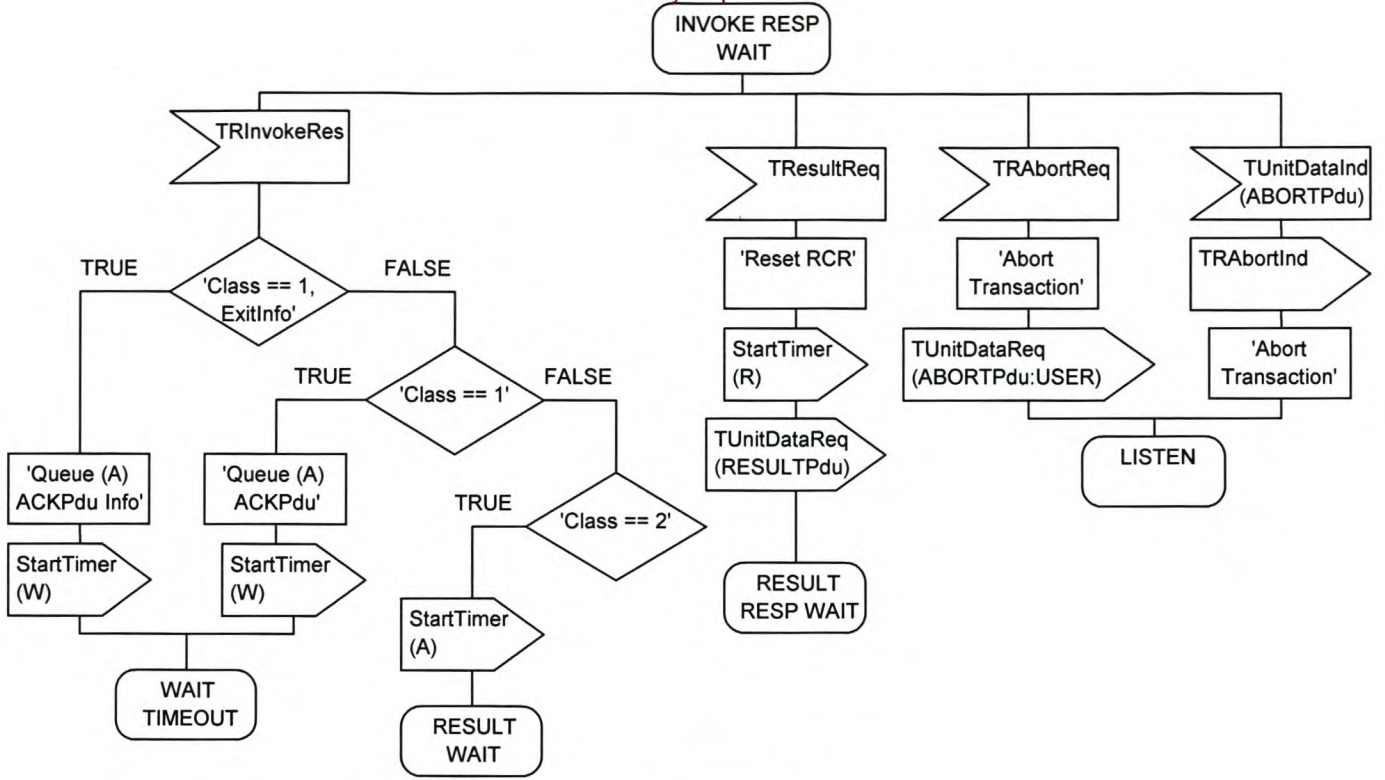 INVOKE RESP
WAIT
TRInvokeRes
TResultReq
TRAbortReq
TUnitDataInd
(ABORTPdu)
TRUE
'Class == 1,
ExitInfo'
FALSE
'Reset RCR'
'Abort
Transaction'
TRAbortInd
StartTimer
(R)
TUnitDataReq
(ABORTPdu:USER)
'Abort
Transaction'
TRUE
'Class == 1'
FALSE
TUnitDataReq
(RESULTPdu)
LISTEN
'Queue (A)
ACKPdu Info'
'Queue (A)
ACKPdu'
TRUE
'Class == 2'
StartTimer
(W)
StartTimer
(W)
RESULT
RESP WAIT
StartTimer
(A)
WAIT
TIMEOUT
RESULT
WAIT